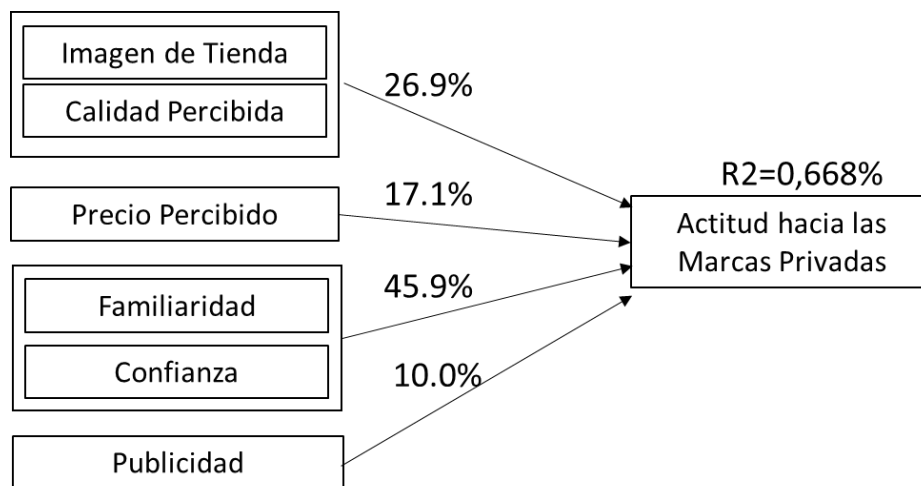 Imagen de Tienda
Calidad Percibida
26.9%
Precio Percibido
17.1%
Familiaridad
Confianza
45.9%
Publicidad
10.0%
R2=0,668%
Actitud hacia las
Marcas Privadas